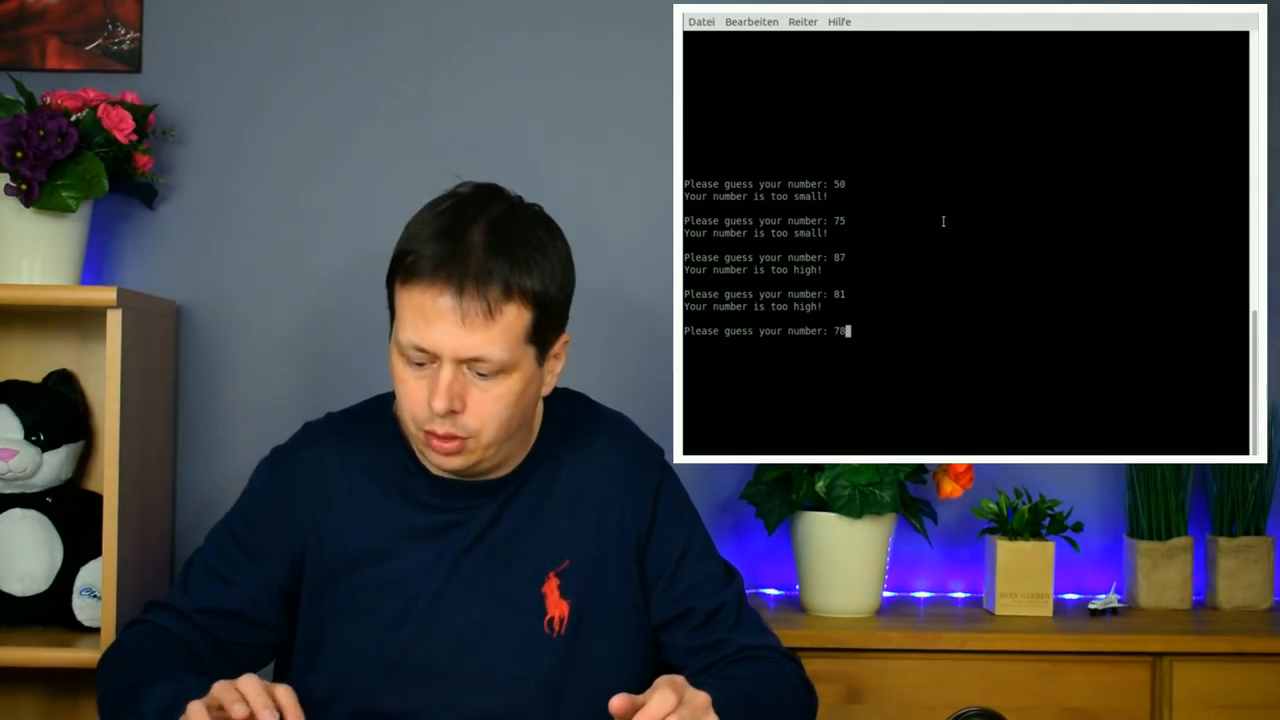 Datei Bearbeiten Reiter Hilfe
Please guess your number: 50
Your number is too small!
Please guess your number: 75
Your number is too small!
Please guess your number: 87
Your number is too high!
Please guess your number: 81
Your number is too high!
Please guess your number: 78
HERB GARDEN